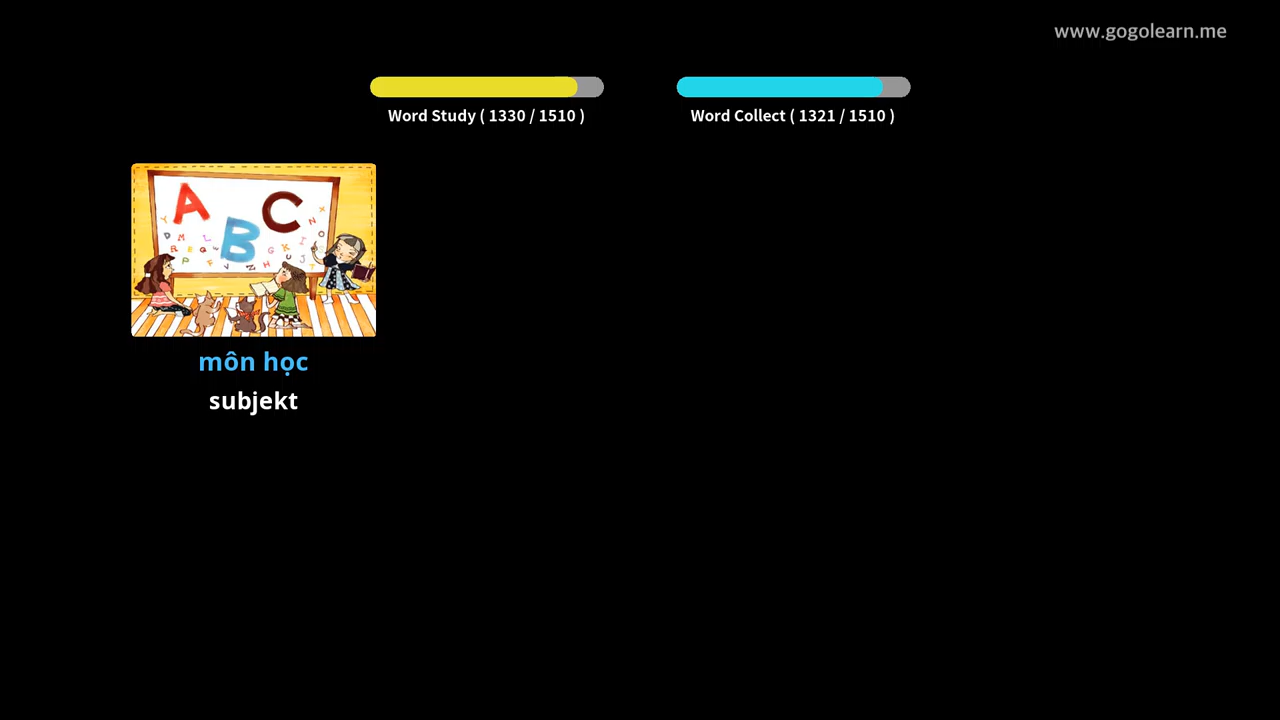 www.gogolearn.me
Word Study ( 1330 / 1510 )
Word Collect ( 1321 / 1510 )
A
B
C
môn học
subjekt